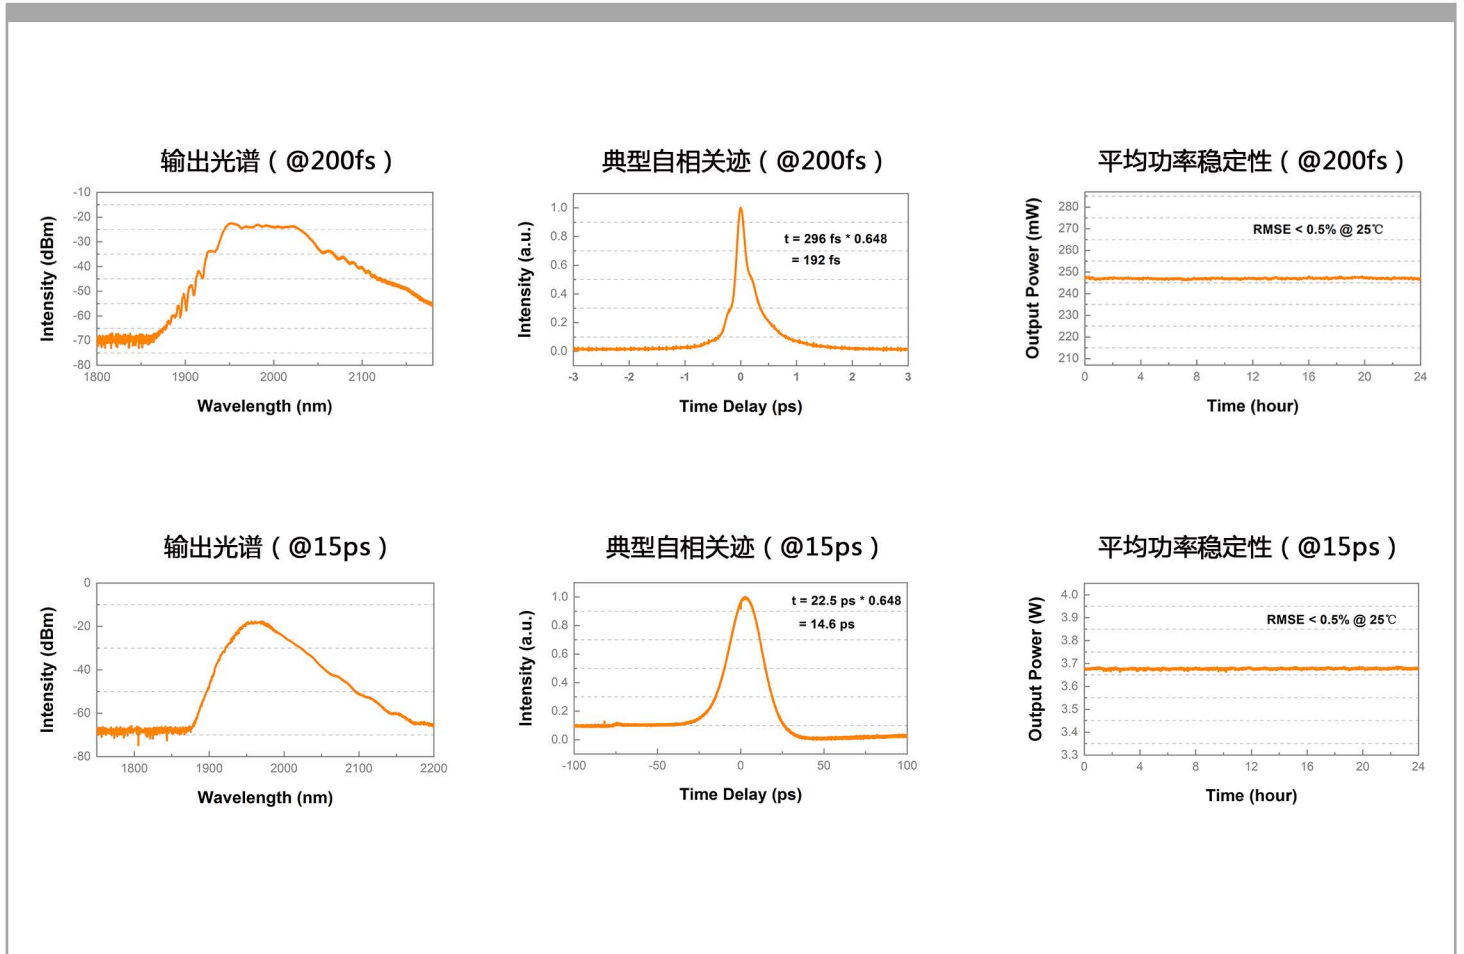 输出光谱（@200fs）
-10
-20
-30
-40
-50
-60
-70
-80
1800 1900 2000 2100
Intensity (dBm)
Wavelength (nm)
典型自相关迹（@200fs）
1.0
0.8
0.6
0.4
0.2
0.0
-3 -2 -1 0 1 2 3
t = 296 fs * 0.648
= 192 fs
Intensity (a.u.)
Time Delay (ps)
平均功率稳定性（@200fs）
280
270
260
250
240
230
220
210
0 4 8 12 16 20 24
RMSE < 0.5% @ 25℃
Output Power (mW)
Time (hour)
输出光谱（@15ps）
0
-20
-40
-60
-80
1800 1900 2000 2100 2200
Intensity (dBm)
Wavelength (nm)
典型自相关迹（@15ps）
1.0
0.8
0.6
0.4
0.2
0.0
-100 -50 0 50 100
t = 22.5 ps * 0.648
= 14.6 ps
Intensity (a.u.)
Time Delay (ps)
平均功率稳定性（@15ps）
4.0
3.9
3.8
3.7
3.6
3.5
3.4
3.3
0 4 8 12 16 20 24
RMSE < 0.5% @ 25℃
Output Power (W)
Time (hour)